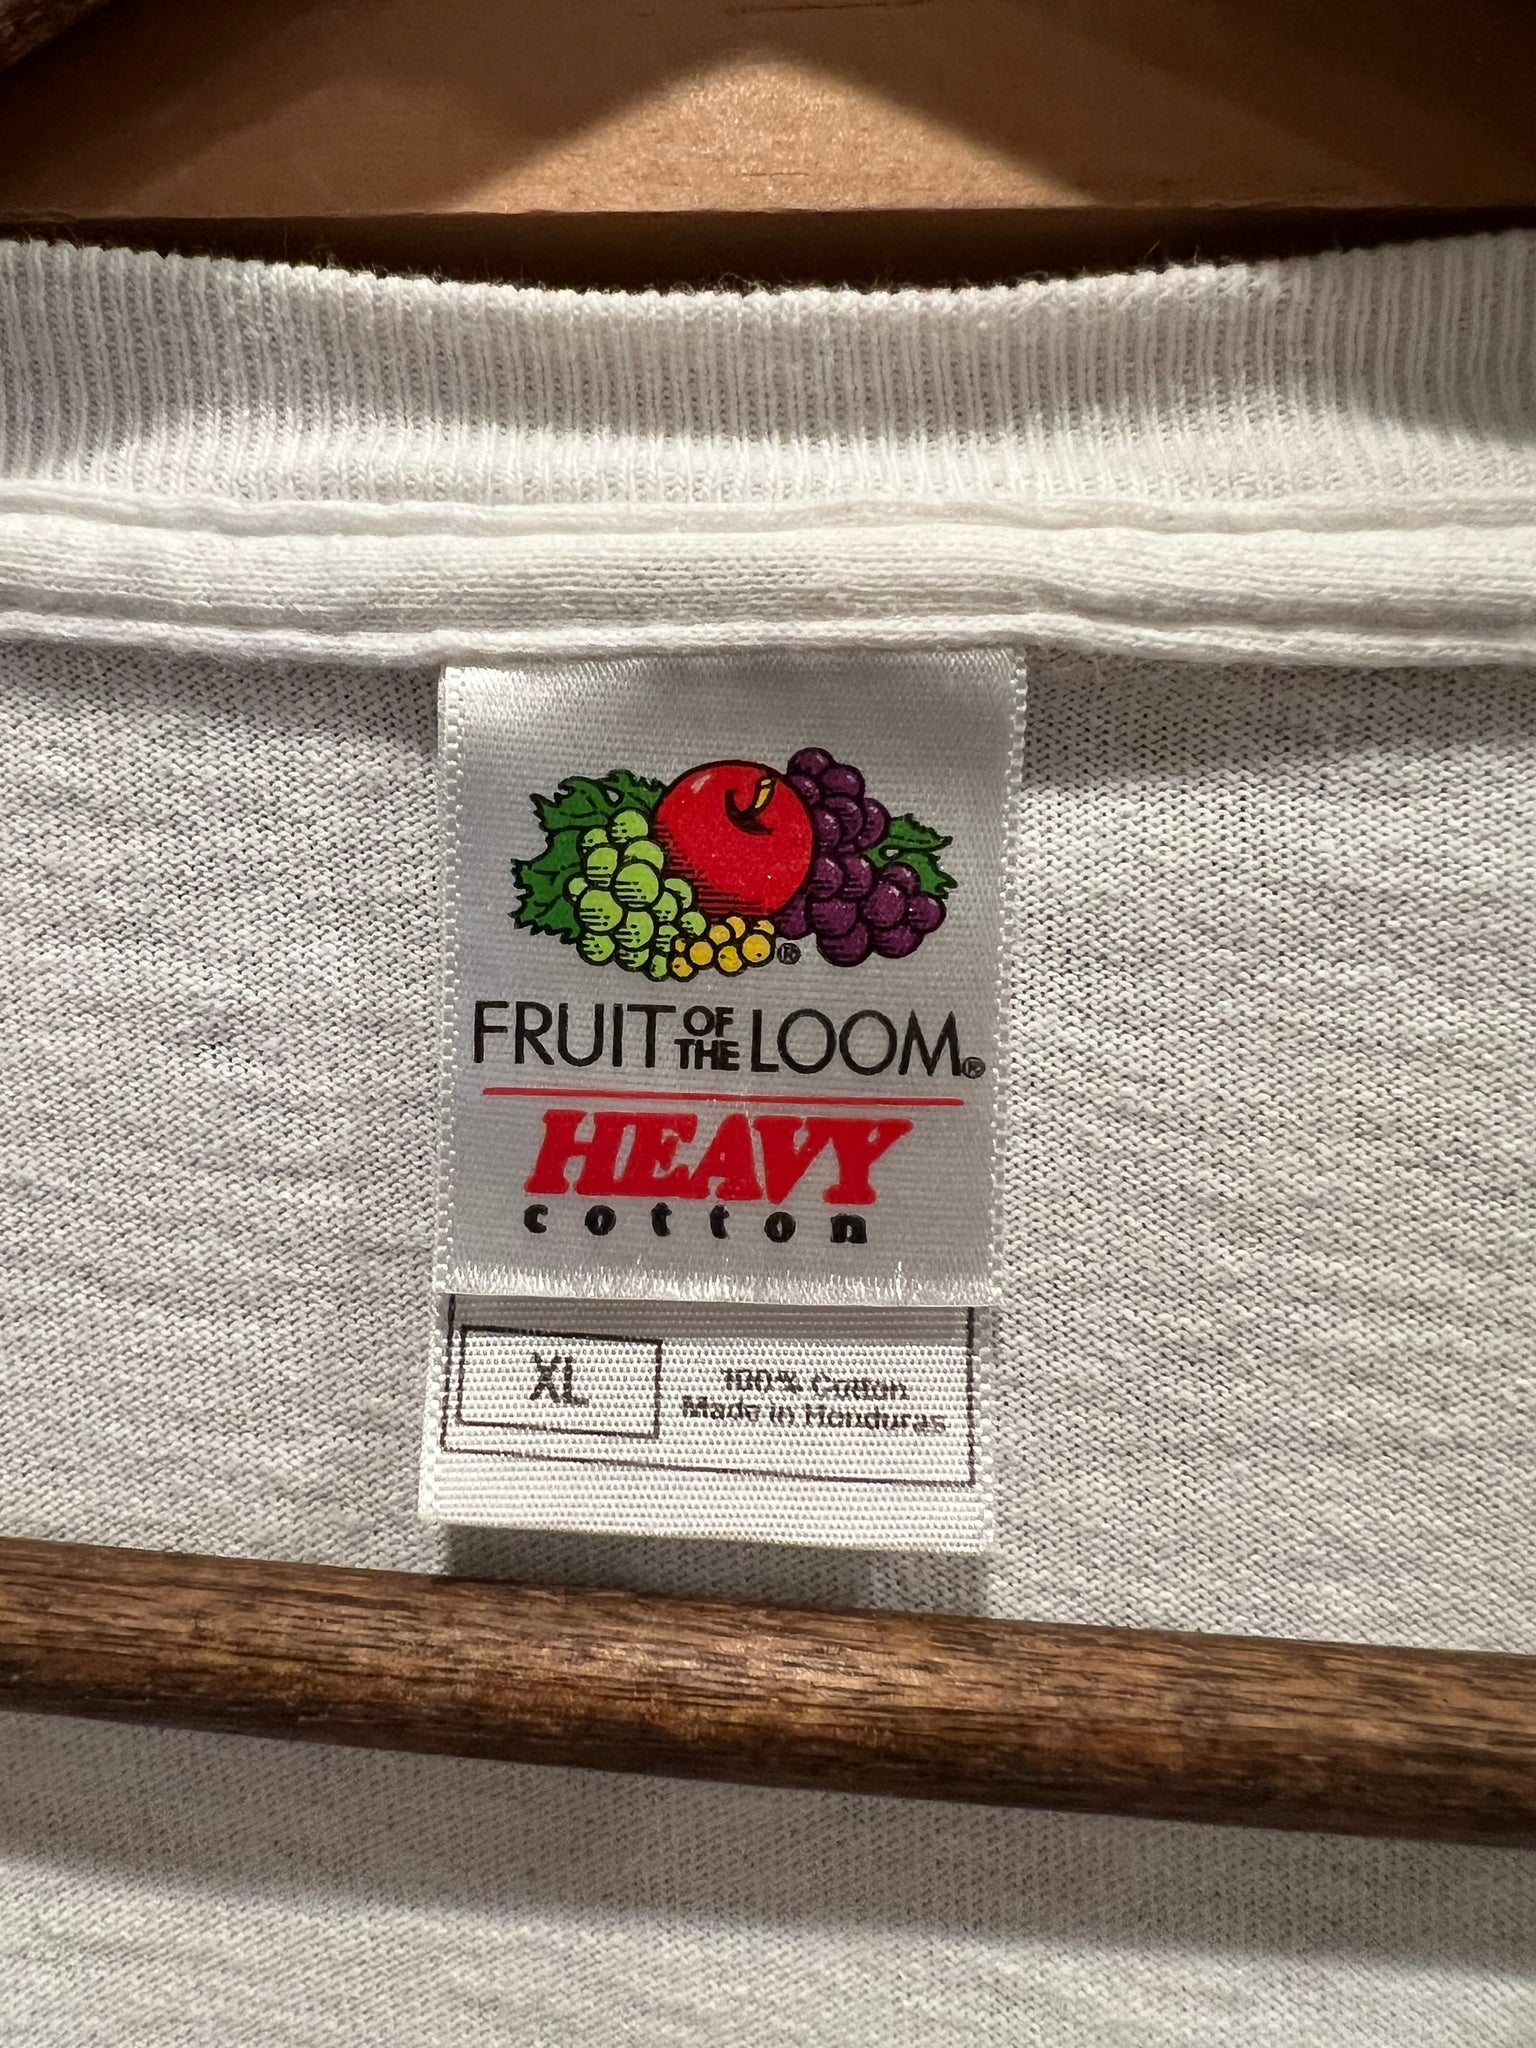 FRUIT OF THE LOOM®
HEAVY
cotton
XL
100% Cotton
Made in Honduras